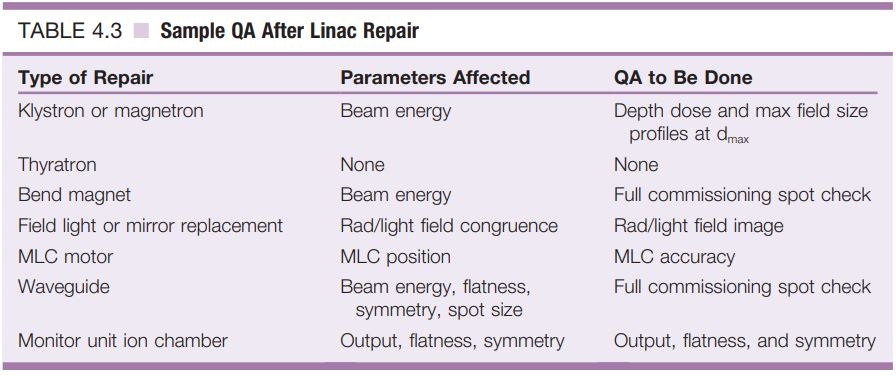 TABLE 4.3 ■ Sample QA After Linac Repair
Type of Repair Parameters Affected QA to Be Done
Klystron or magnetron Beam energy Depth dose and max field size
profiles at dmax
Thyratron None None
Bend magnet Beam energy Full commissioning spot check
Field light or mirror replacement Rad/light field congruence Rad/light field image
MLC motor MLC position MLC accuracy
Waveguide Beam energy, flatness, Full commissioning spot check
symmetry, spot size
Monitor unit ion chamber Output, flatness, symmetry Output, flatness, and symmetry